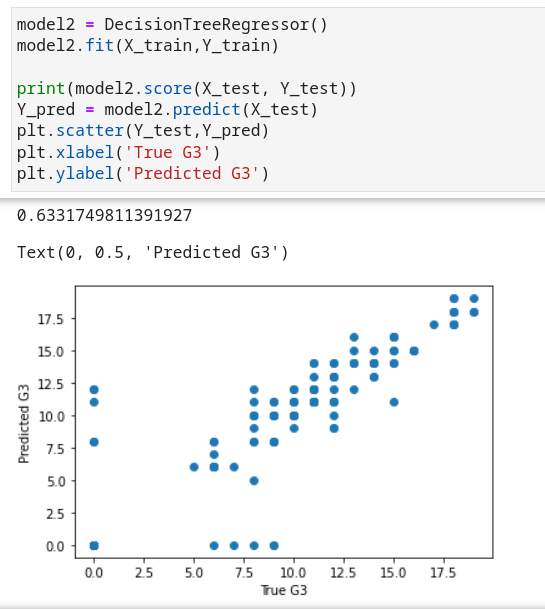 model2 = DecisionTreeRegressor()
model2.fit(X_train,Y_train)
print(model2.score(X_test, Y_test))
Y_pred = model2.predict(X_test)
plt.scatter(Y_test,Y_pred)
plt.xlabel('True G3')
plt.ylabel('Predicted G3')
0.6331749811391927
Text(0, 0.5, 'Predicted G3')
17.5
15.0
12.5
10.0
7.5
5.0
2.5
0.0
Predicted G3
0.0 2.5 5.0 7.5 10.0 12.5 15.0 17.5
True G3